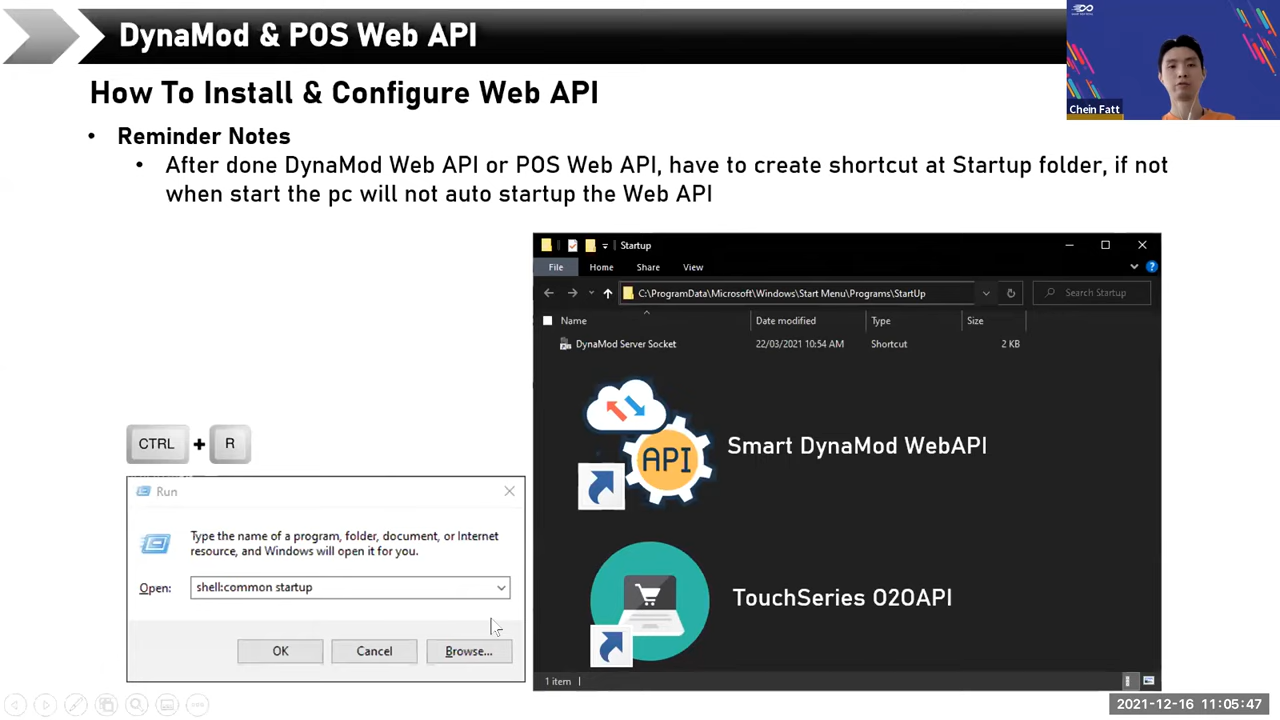 DynaMod & POS Web API
How To Install & Configure Web API
Chein Fatt
• Reminder Notes
• After done DynaMod Web API or POS Web API, have to create shortcut at Startup folder, if not
when start the pc will not auto startup the Web API
Startup
File Home Share View
C:\ProgramData\Microsoft\Windows\Start Menu\Programs\StartUp
Search Startup
Name Date modified Type Size
DynaMod Server Socket 22/03/2021 10:54 AM Shortcut 2 KB
API
Smart DynaMod WebAPI
TouchSeries O2OAPI
1 item
CTRL + R
Run
Type the name of a program, folder, document, or Internet
resource, and Windows will open it for you.
Open: shell:common startup
OK Cancel Browse...
2021-12-16 11:05:47